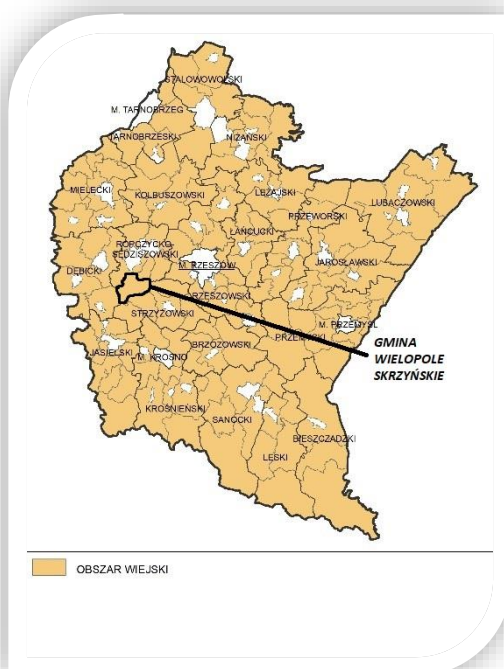 STALOWOWOLSKI
M. TARNOBRZEG
TARNOBRZESKI
NIŻAŃSKI
MIELECKI
KOLBUSZOWSKI
LEŻAJSKI
LUBACZOWSKI
PRZEWORSKI
ŁAŃCUCKI
ROPCZYCKO-
SĘDZISZOWSKI
M. RZESZÓW
JAROSŁAWSKI
DĘBICKI
RZESZOWSKI
STRZYŻOWSKI
M. PRZEMYŚL
PRZEMYSKI
GMINA
WIELOPOLE
SKRZYŃSKIE
JASIELSKI
M. KROSNO
BRZOZOWSKI
KROŚNIEŃSKI
SANOCKI
BIESZCZADZKI
LESKI
OBSZAR WIEJSKI